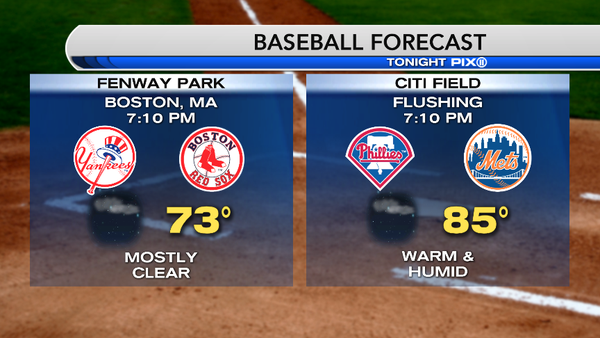 BASEBALL FORECAST
TONIGHT PIX11
FENWAY PARK
BOSTON, MA
7:10 PM
Yankees
BOSTON
RED SOX
73°
MOSTLY
CLEAR
CITI FIELD
FLUSHING
7:10 PM
Phillies
Mets
85°
WARM &
HUMID